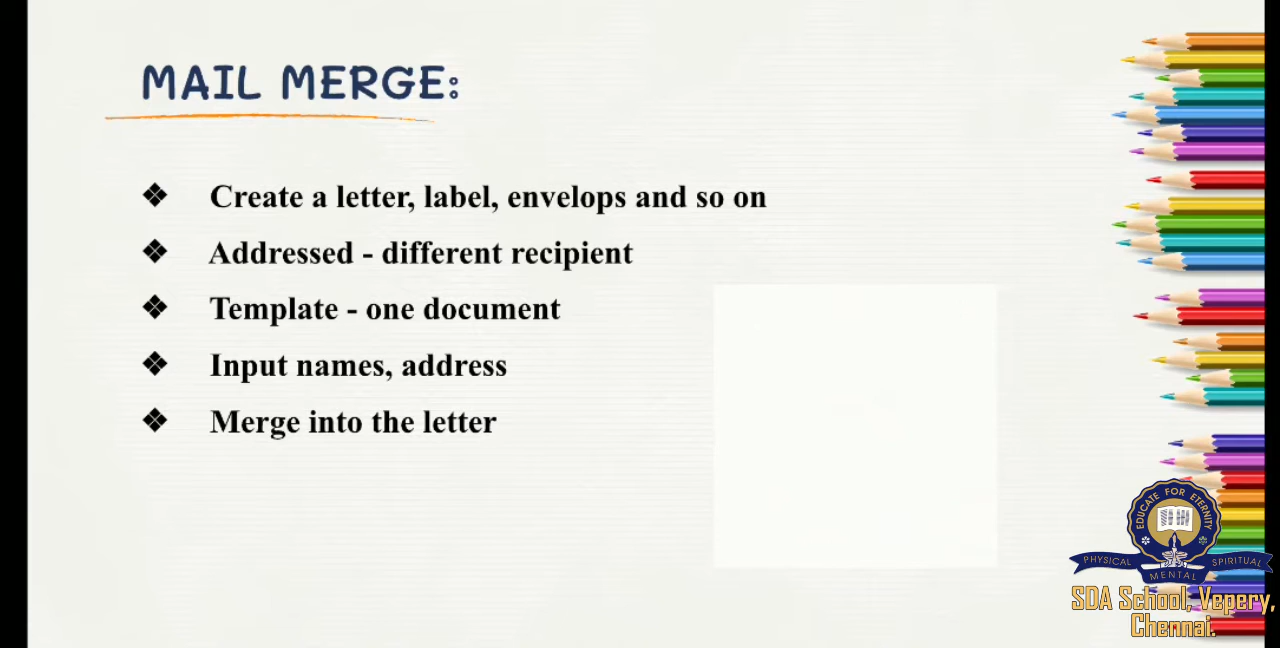 MAIL MERGE:
❖ Create a letter, label, envelops and so on
❖ Addressed - different recipient
❖ Template - one document
❖ Input names, address
❖ Merge into the letter
EDUCATE FOR ETERNITY
PHYSICAL MENTAL SPIRITUAL
SDA School, Vepery,
Chennai.